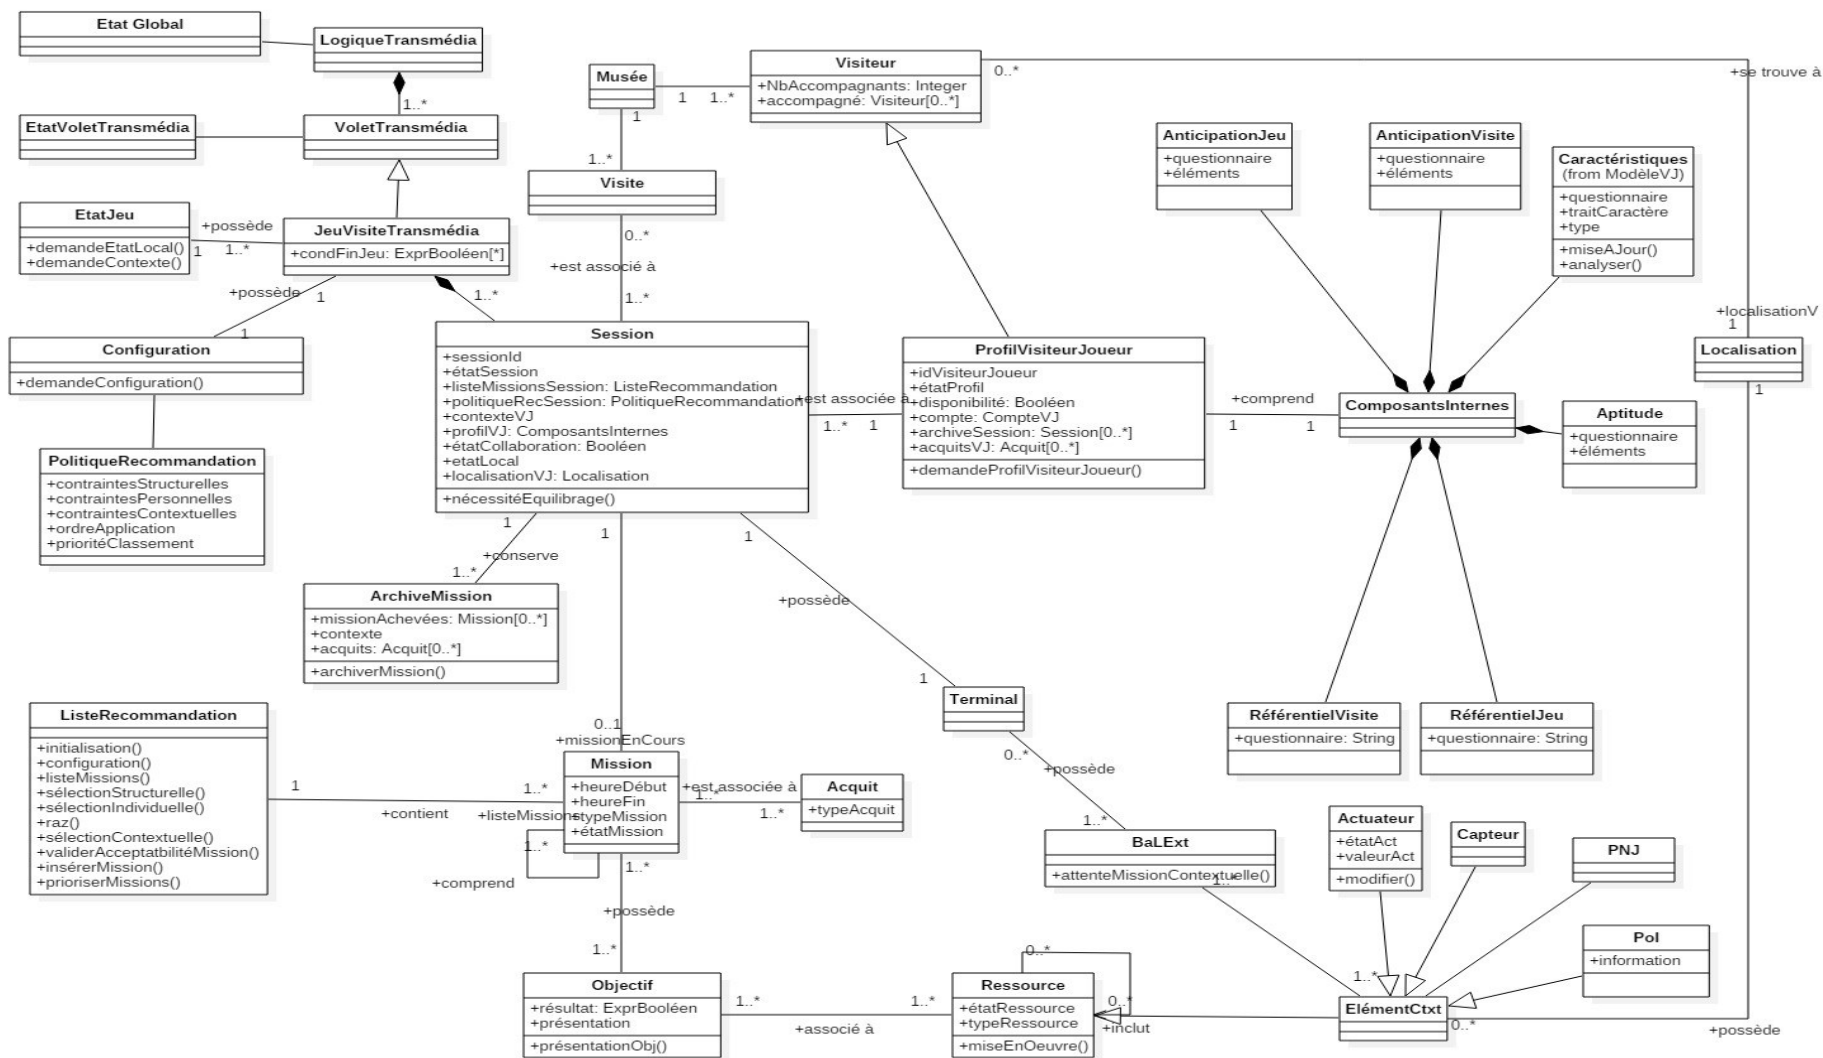 Etat Global
LogiqueTransmédia
1..*
EtatVoletTransmédia
VoletTransmédia
EtatJeu
+demandeEtatLocal()
+demandeContexte()
+possède
1
1..*
JeuVisiteTransmédia
+condFinJeu: ExprBooléen[*]
+possède
1
1
1..*
Configuration
+demandeConfiguration()
PolitiqueRecommandation
+contraintesStructurelles
+contraintesPersonnelles
+contraintesContextuelles
+ordreApplication
+prioritéClassement
Musée
1
1..*
1
1..*
Visiteur
+NbAccompagnants: Integer
+accompagné: Visiteur[0..*]
0..*
+se trouve à
Visite
0..*
+est associé à
1..*
Session
+sessionId
+étatSession
+listeMissionsSession: ListeRecommandation
+politiqueRecSession: PolitiqueRecommandation
+contexteVJ
+profilVJ: ComposantsInternes
+étatCollaboration: Booléen
+etatLocal
+localisationVJ: Localisation
+nécessitéEquilibrage()
+est associée à
1..*
1
ProfilVisiteurJoueur
+idVisiteurJoueur
+étatProfil
+disponibilité: Booléen
+compte: CompteVJ
+archiveSession: Session[0..*]
+acquitsVJ: Acquit[0..*]
+demandeProfilVisiteurJoueur()
+comprend
1
1
ComposantsInternes
AnticipationJeu
+questionnaire
+éléments
AnticipationVisite
+questionnaire
+éléments
Caractéristiques
(from ModèleVJ)
+questionnaire
+traitCaractère
+type
+miseAJour()
+analyser()
+localisationV
1
Localisation
1
Aptitude
+questionnaire
+éléments
1
+conserve
1..*
1
1
+possède
1
ArchiveMission
+missionAchevées: Mission[0..*]
+contexte
+acquits: Acquit[0..*]
+archiverMission()
Terminal
0..*
+possède
1..*
RéférentielVisite
+questionnaire: String
RéférentielJeu
+questionnaire: String
ListeRecommandation
+initialisation()
+configuration()
+listeMissions()
+sélectionStructurelle()
+sélectionIndividuelle()
+raz()
+sélectionContextuelle()
+validerAcceptatbilitéMission()
+insérerMission()
+prioriserMissions()
1
+contient
1..*
+listeMissions
0..1
+missionEnCours
Mission
+heureDébut
+heureFin
+typeMission
+étatMission
+est associée à
1..*
1..*
Acquit
+typeAcquit
1..*
+comprend
1..*
+possède
1..*
BaLExt
+attenteMissionContextuelle()
1..*
Actuateur
+étatAct
+valeurAct
+modifier()
Capteur
PNJ
PoI
+information
Objectif
+résultat: ExprBooléen
+présentation
+présentationObj()
1..*
+associé à
1..*
Ressource
+étatRessource
+typeRessource
+miseEnOeuvre()
0..*
0..*
+inclut
1..*
ElémentCtxt
0..*
+possède